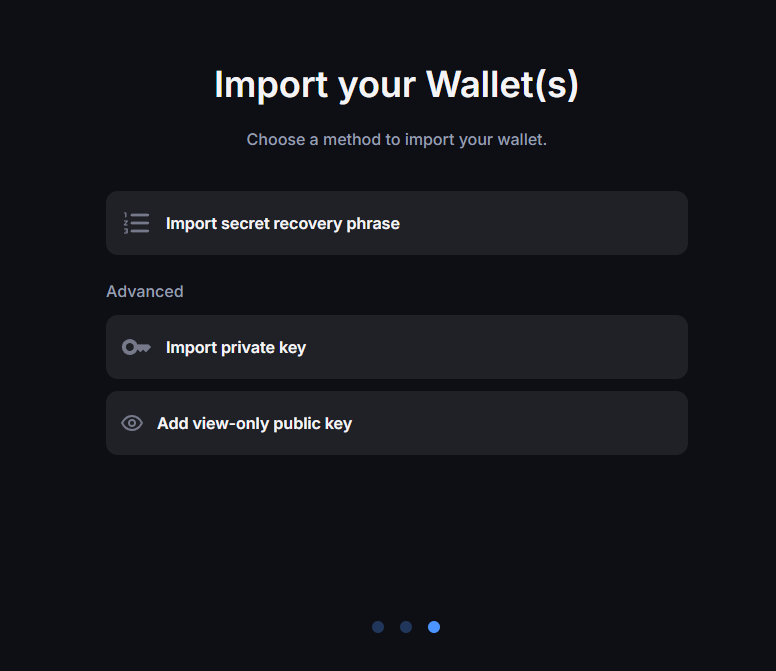 Import your Wallet(s)
Choose a method to import your wallet.
Import secret recovery phrase
Advanced
Import private key
Add view-only public key